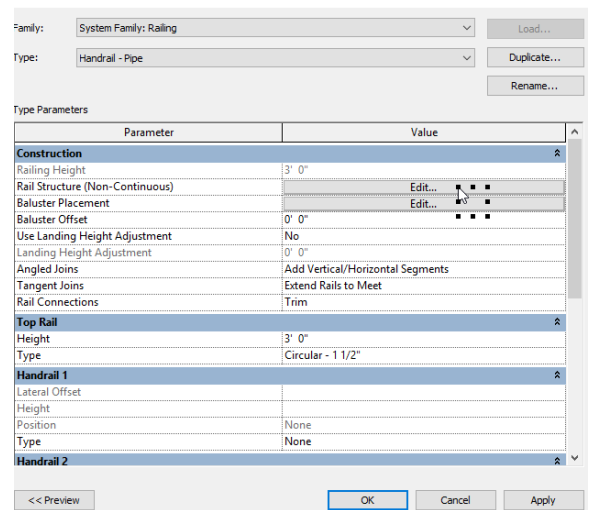 Family: System Family: Railing Load...
Type: Handrail - Pipe Duplicate...
Rename...
Type Parameters
Parameter Value
Construction
Railing Height 3' 0"
Rail Structure (Non-Continuous) Edit...
Baluster Placement Edit...
Baluster Offset 0' 0"
Use Landing Height Adjustment No
Landing Height Adjustment 0' 0"
Angled Joins Add Vertical/Horizontal Segments
Tangent Joins Extend Rails to Meet
Rail Connections Trim
Top Rail
Height 3' 0"
Type Circular - 1 1/2"
Handrail 1
Lateral Offset
Height
Position None
Type None
Handrail 2
<< Preview OK Cancel Apply